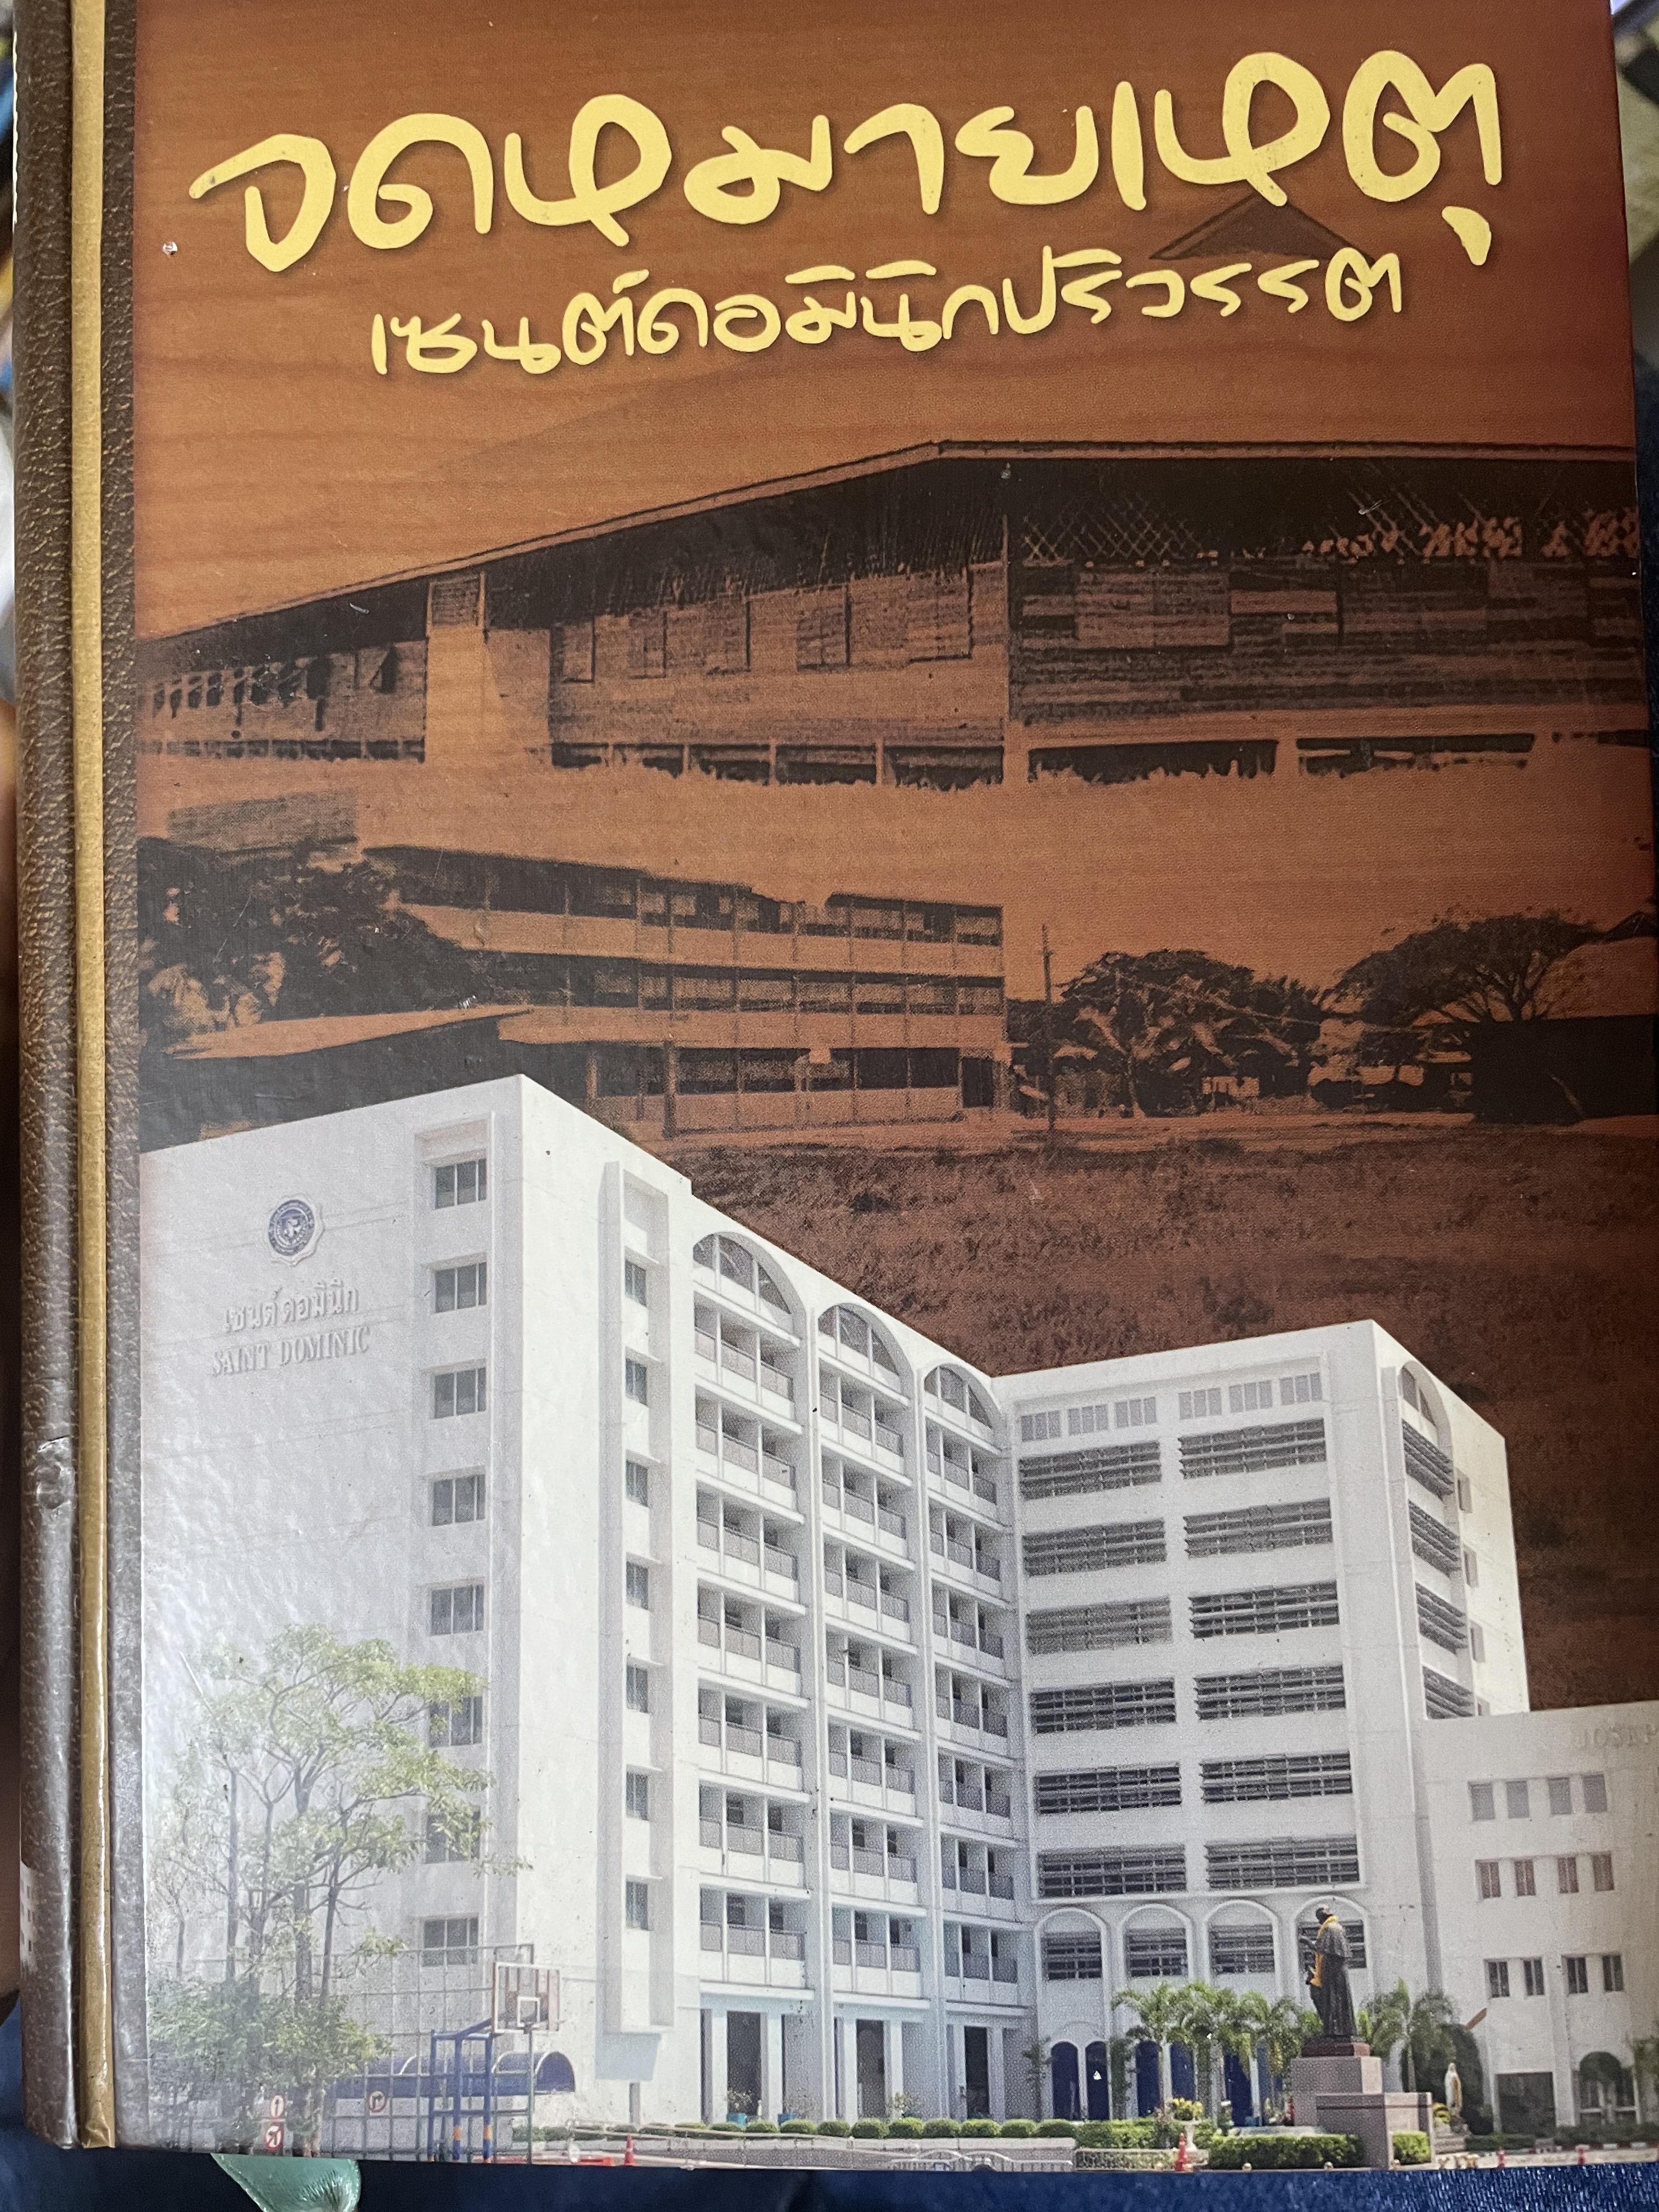 จดหมายเหตุ
เซนต์ดอมินิกปริวรรต
เซนต์ดอมินิก
SAINT DOMINIC